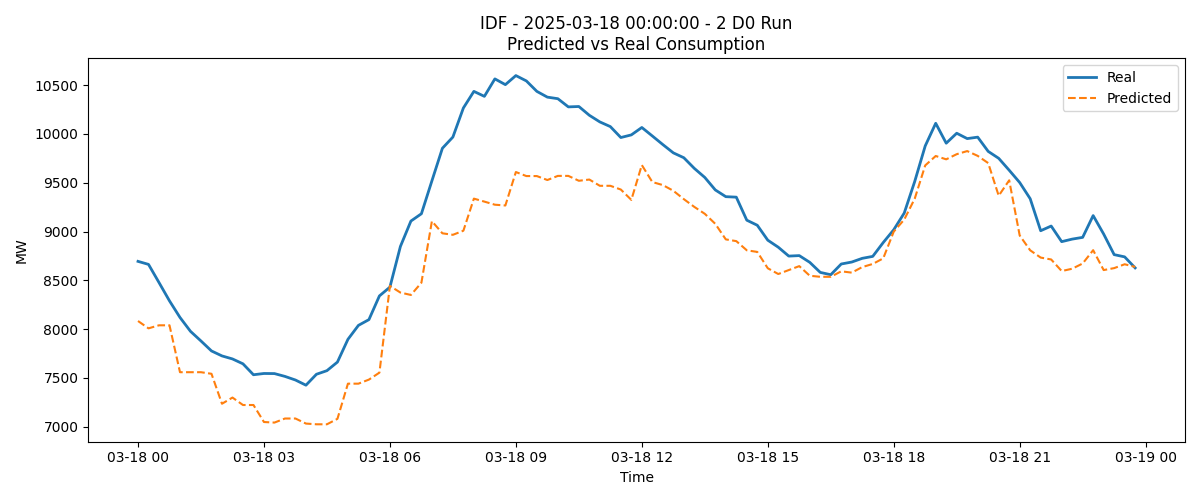 IDF - 2025-03-18 00:00:00 - 2 D0 Run
Predicted vs Real Consumption
Real
Predicted
MW
10500
10000
9500
9000
8500
8000
7500
7000
03-18 00
03-18 03
03-18 06
03-18 09
03-18 12
03-18 15
03-18 18
03-18 21
03-19 00
Time